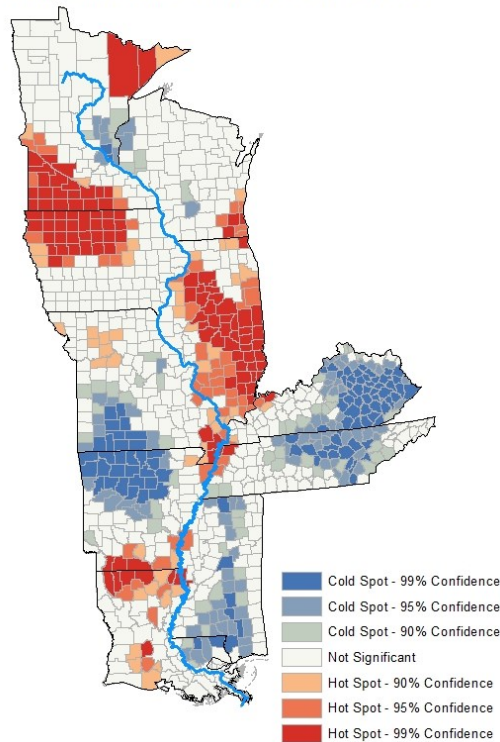 Cold Spot - 99% Confidence
Cold Spot - 95% Confidence
Cold Spot - 90% Confidence
Not Significant
Hot Spot - 90% Confidence
Hot Spot - 95% Confidence
Hot Spot - 99% Confidence